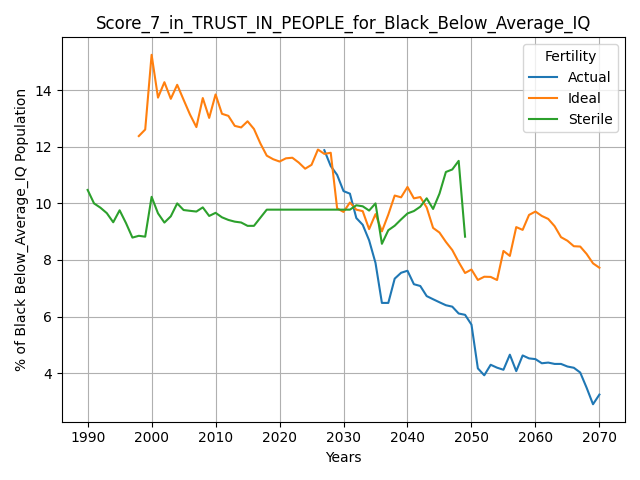 Score_7_in_TRUST_IN_PEOPLE_for_Black_Below_Average_IQ
% of Black Below_Average_IQ Population
14
12
10
8
6
4
Fertility
Actual
Ideal
Sterile
1990 2000 2010 2020 2030 2040 2050 2060 2070
Years